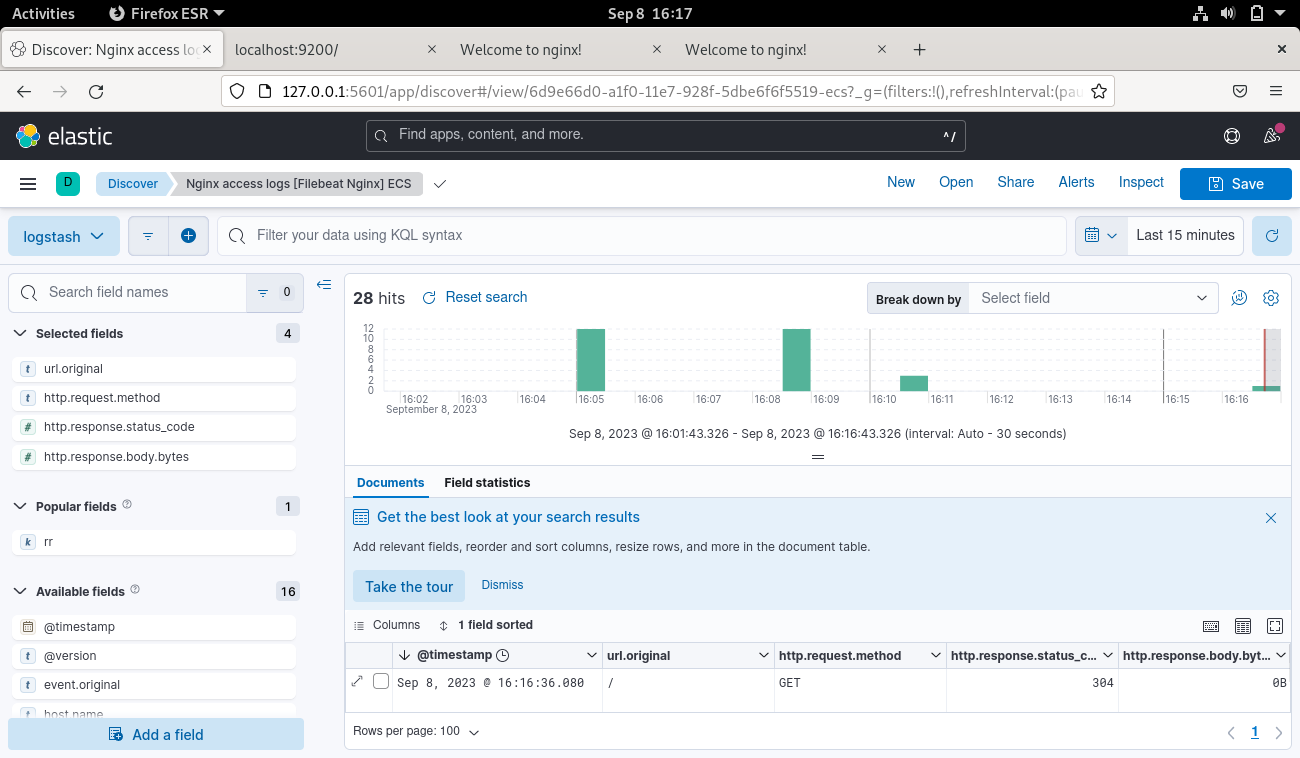 Activities Firefox ESR Sep 8 16:17
Discover: Nginx access log localhost:9200/ Welcome to nginx! Welcome to nginx!
127.0.0.1:5601/app/discover#/view/6d9e66d0-a1f0-11e7-928f-5dbe6f6f5519-ecs?_g=(filters:!(),refreshInterval:(pau
elastic Find apps, content, and more. ^/
D Discover Nginx access logs [Filebeat Nginx] ECS New Open Share Alerts Inspect Save
logstash Filter your data using KQL syntax Last 15 minutes
Search field names 0
Selected fields 4
t url.original
t http.request.method
# http.response.status_code
# http.response.body.bytes
Popular fields 1
k rr
Available fields 16
@timestamp
t @version
t event.original
t host.name
Add a field
28 hits Reset search Break down by Select field
12
10
8
6
4
2
0
16:02 16:03 16:04 16:05 16:06 16:07 16:08 16:09 16:10 16:11 16:12 16:13 16:14 16:15 16:16
September 8, 2023
Sep 8, 2023 @ 16:01:43.326 - Sep 8, 2023 @ 16:16:43.326 (interval: Auto - 30 seconds)
Documents Field statistics
Get the best look at your search results
Add relevant fields, reorder and sort columns, resize rows, and more in the document table.
Take the tour Dismiss
Columns 1 field sorted
@timestamp url.original http.request.method http.response.status_c... http.response.body.byt...
Sep 8, 2023 @ 16:16:36.080 / GET 304 0B
Rows per page: 100 1